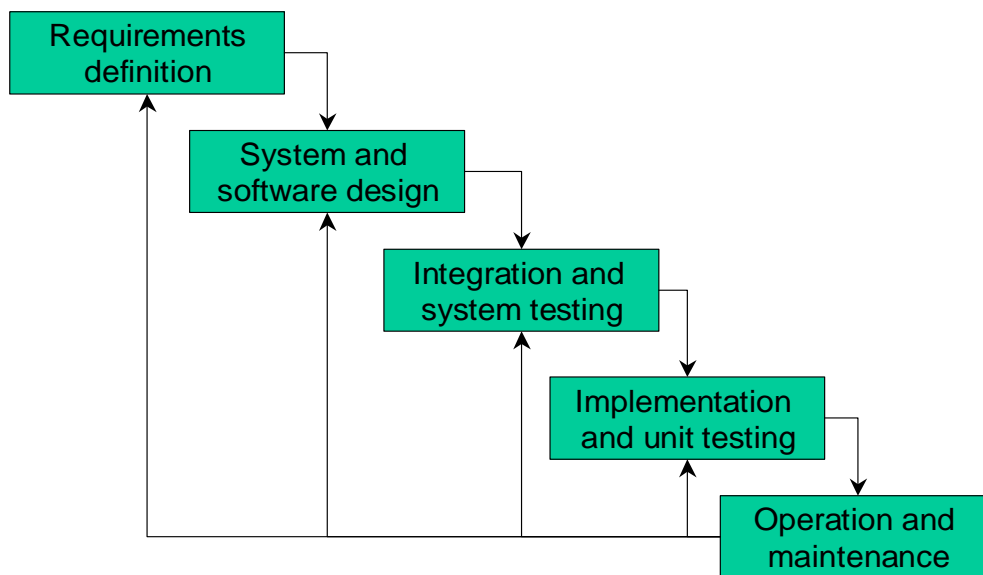 Requirements
definition
System and
software design
Integration and
system testing
Implementation
and unit testing
Operation and
maintenance